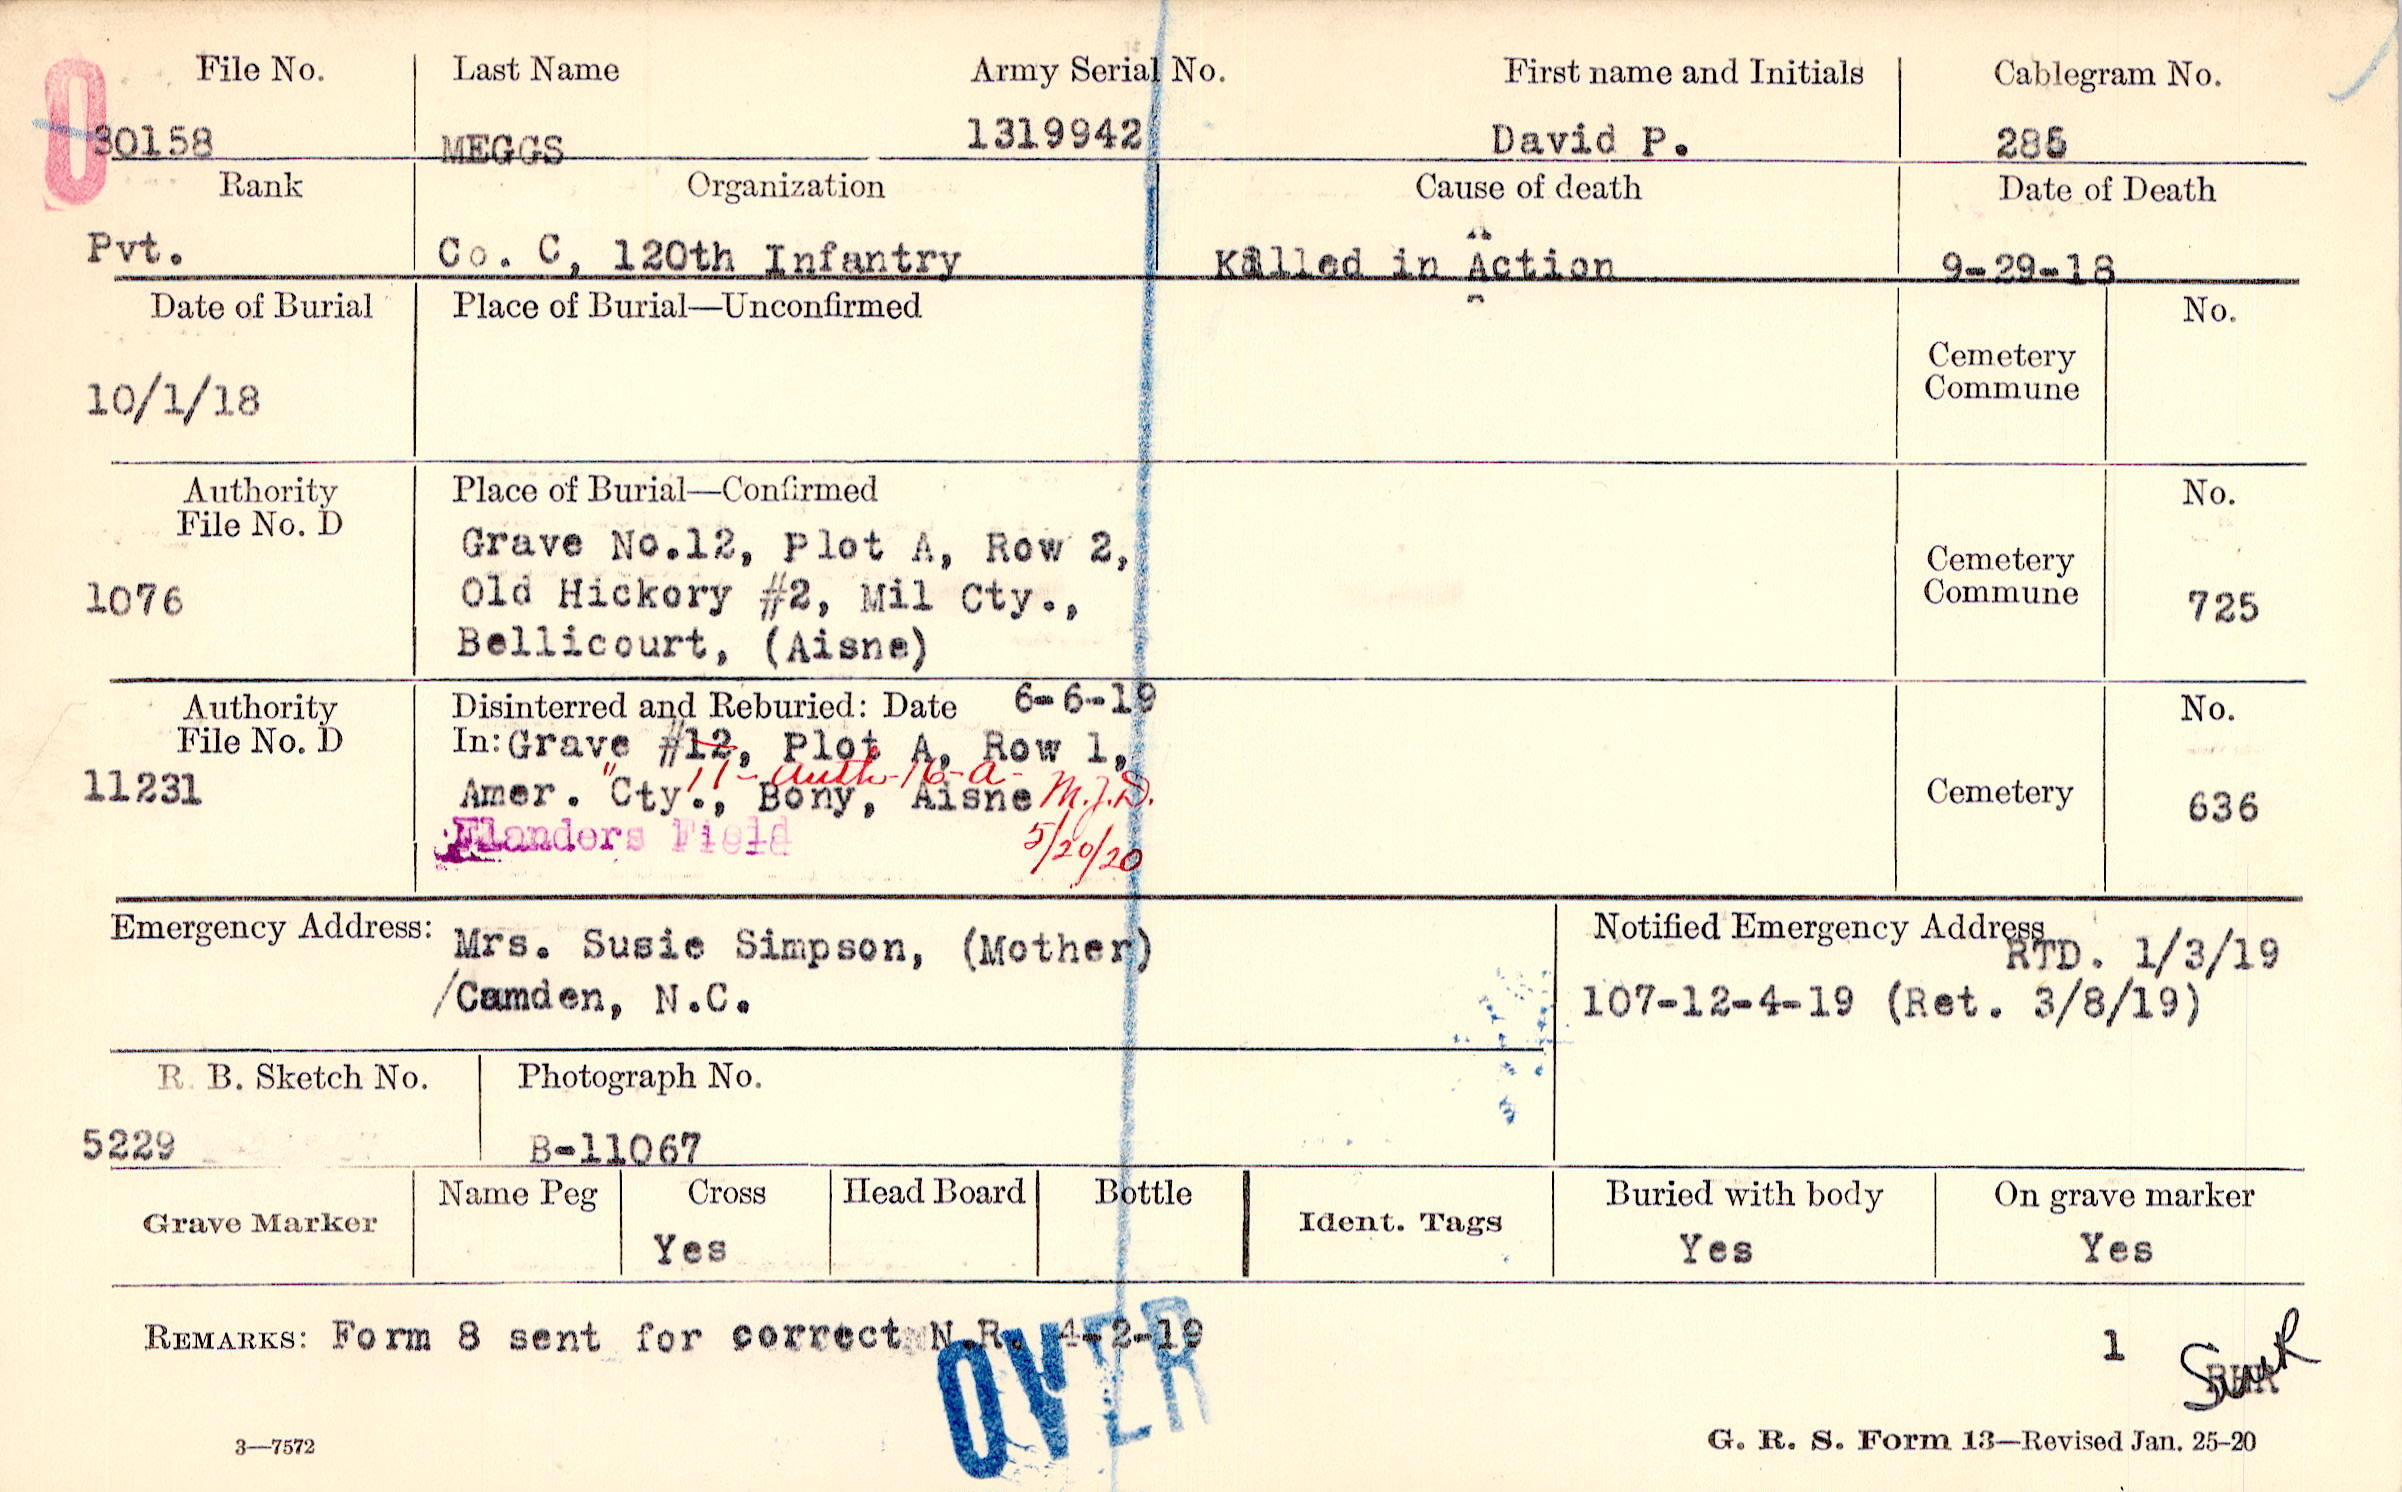 File No. Last Name Army Serial No. First name and Initials Cablegram No.
O
30158 MEGGS 1319942 David P. 285
Rank Organization Cause of death Date of Death
Pvt. Co. C, 120th Infantry Killed in Action 9-29-18
Date of Burial Place of Burial—Unconfirmed No.
Cemetery
Commune
10/1/18
Authority Place of Burial—Confirmed No.
File No. D
Grave No.12, Plot A, Row 2,
Cemetery
1076 Old Hickory #2, Mil Cty., Commune 725
Bellicourt, (Aisne)
Authority Disinterred and Reburied: Date 6-6-19 No.
File No. D In: Grave #12, Plot A, Row 1,
" 11- Auth-16-a- M.J.D.
11231 Amer. Cty., Bony, Aisne Cemetery 636
Flanders Field 5/20/20
Emergency Address: Mrs. Susie Simpson, (Mother) Notified Emergency Address
RTD. 1/3/19
/Camden, N.C. 107-12-4-19 (Ret. 3/8/19)
R. B. Sketch No. Photograph No.
5229 B-11067
Grave Marker Name Peg Cross Head Board Bottle Ident. Tags Buried with body On grave marker
Yes Yes Yes
REMARKS: Form 8 sent for correct N.R. 4-2-19 1
OVER
3—7572 G. R. S. Form 13—Revised Jan. 25-20